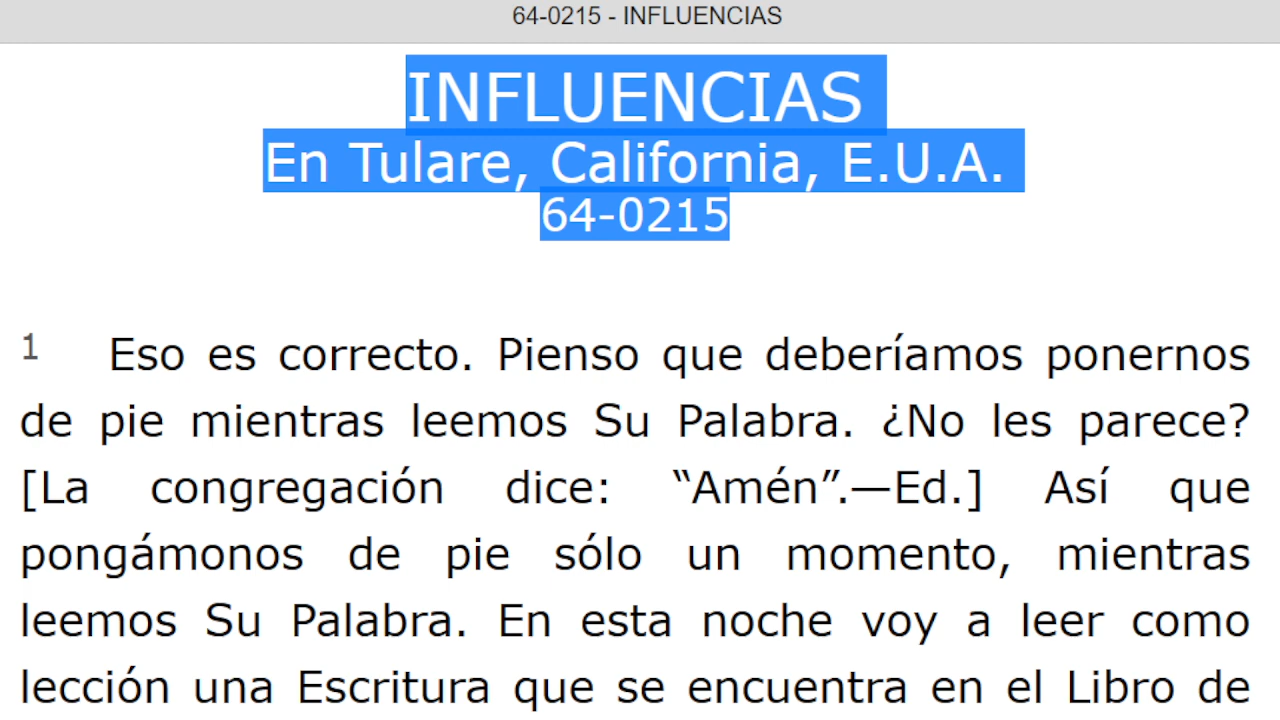 64-0215 - INFLUENCIAS
INFLUENCIAS
En Tulare, California, E.U.A.
64-0215
1 Eso es correcto. Pienso que deberíamos ponernos
de pie mientras leemos Su Palabra. ¿No les parece?
[La congregación dice: “Amén”.—Ed.] Así que
pongámonos de pie sólo un momento, mientras
leemos Su Palabra. En esta noche voy a leer como
lección una Escritura que se encuentra en el Libro de